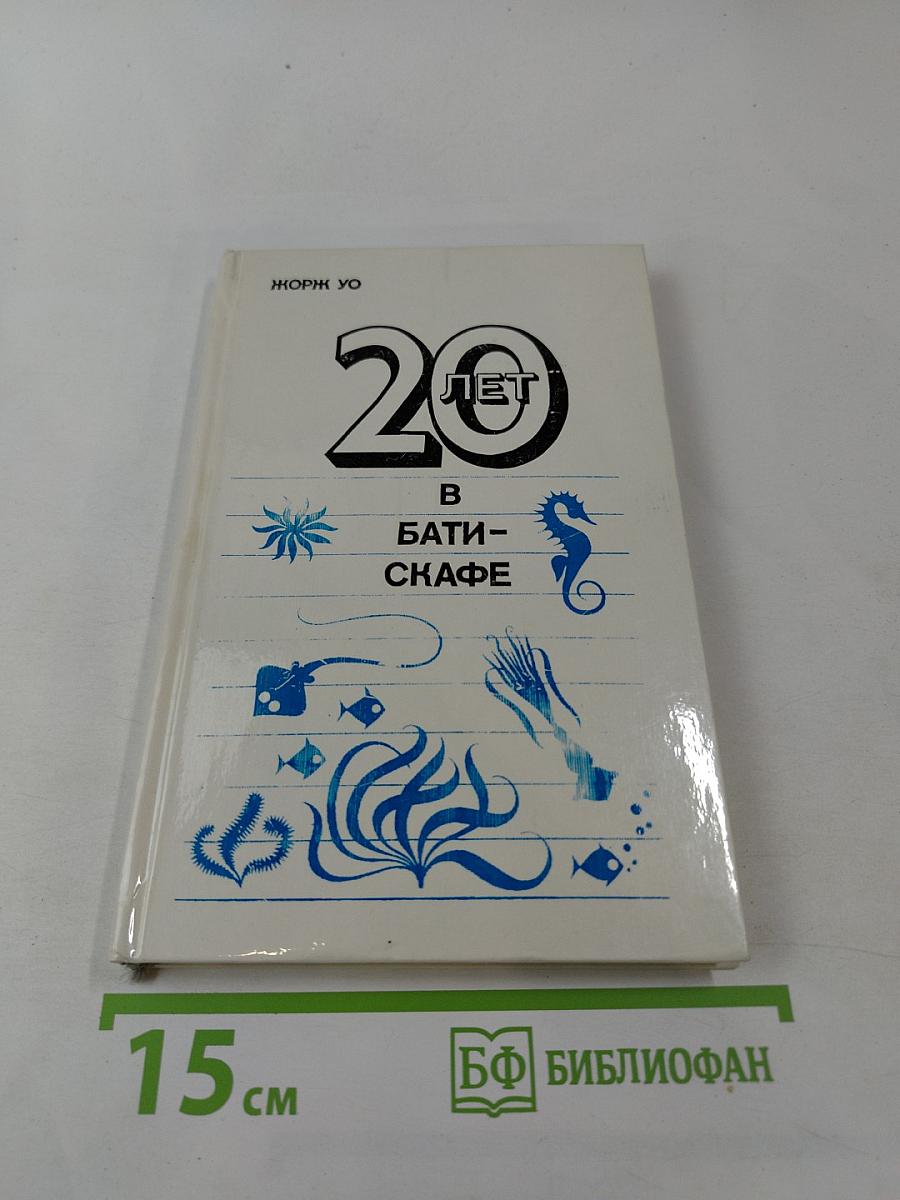 ЖОРЖ УО
20
ЛЕТ
В
БАТИ-
СКАФЕ
15 см
БФ БИБЛИОФАН